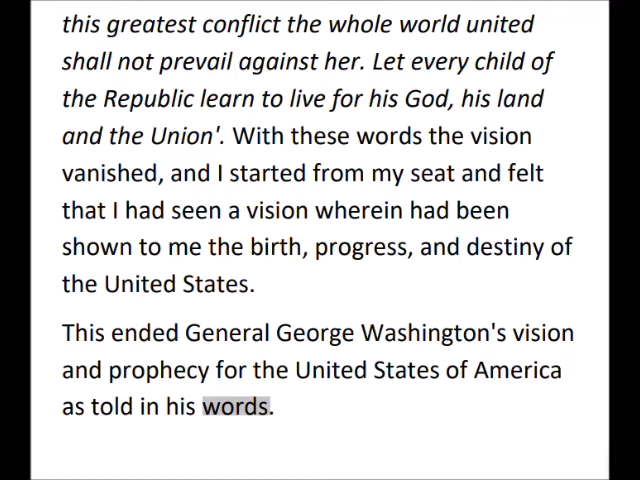 this greatest conflict the whole world united
shall not prevail against her. Let every child of
the Republic learn to live for his God, his land
and the Union'. With these words the vision
vanished, and I started from my seat and felt
that I had seen a vision wherein had been
shown to me the birth, progress, and destiny of
the United States.
This ended General George Washington's vision
and prophecy for the United States of America
as told in his words.